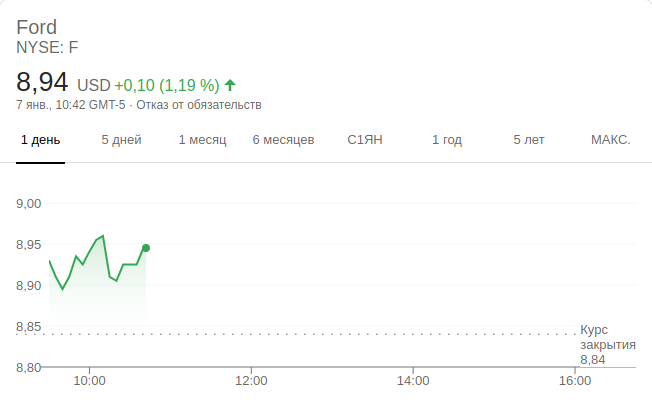 Ford
NYSE: F
8,94 USD +0,10 (1,19 %)
7 янв., 10:42 GMT-5 · Отказ от обязательств
1 день 5 дней 1 месяц 6 месяцев С1ЯН 1 год 5 лет МАКС.
9,00
8,95
8,90
8,85
Курс
закрытия
8,84
8,80
10:00 12:00 14:00 16:00